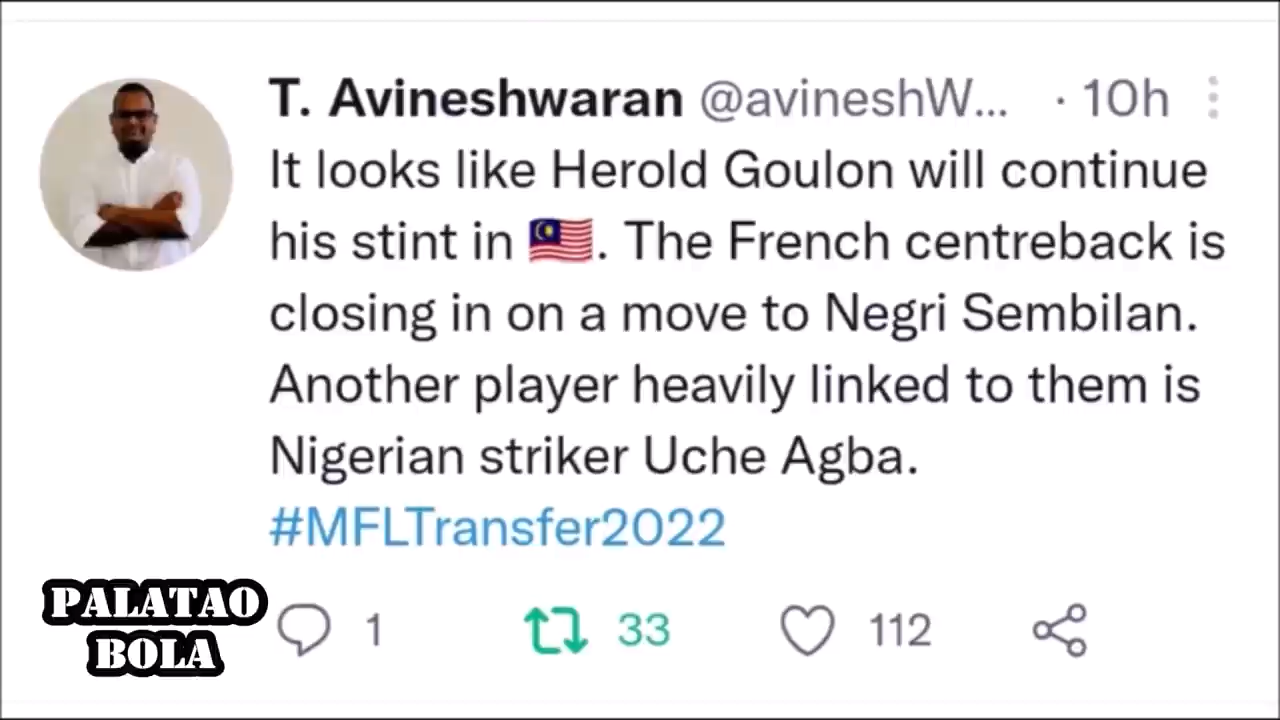 T. Avineshwaran @avineshW... · 10h
It looks like Herold Goulon will continue
his stint in 🇲🇾. The French centreback is
closing in on a move to Negri Sembilan.
Another player heavily linked to them is
Nigerian striker Uche Agba.
#MFLTransfer2022
1 33 112
PALATAO
BOLA